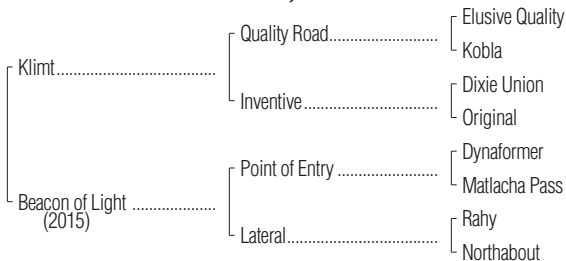 Elusive Quality
Quality Road
Kobla
Klimt
Dixie Union
Inventive
Original
Dynaformer
Point of Entry
Matlacha Pass
Beacon of Light
(2015)
Rahy
Lateral
Northabout